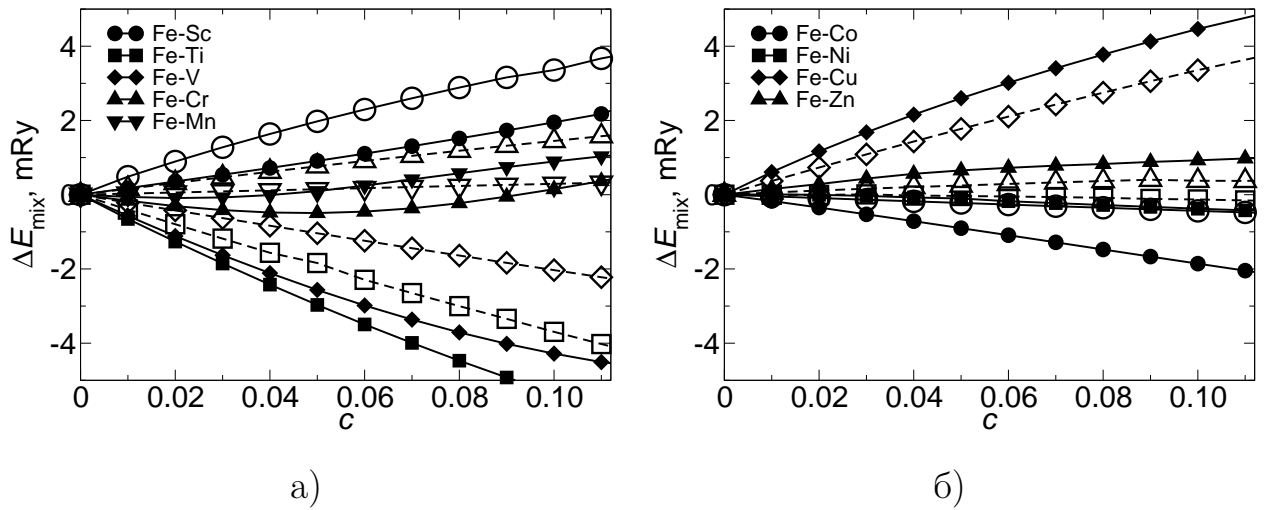 4
2
0
-2
-4
ΔE_mix, mRy
Fe-Sc
Fe-Ti
Fe-V
Fe-Cr
Fe-Mn
0 0.02 0.04 0.06 0.08 0.10
c
а)
4
2
0
-2
-4
ΔE_mix, mRy
Fe-Co
Fe-Ni
Fe-Cu
Fe-Zn
0 0.02 0.04 0.06 0.08 0.10
c
б)